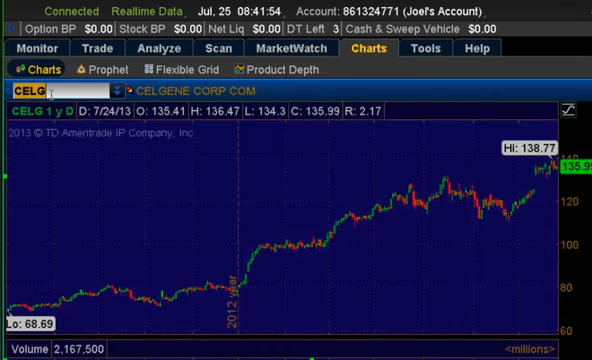 Connected Realtime Data Jul, 25 08:41:54 Account: 861324771 (Joel's Account)
Option BP $0.00 Stock BP $0.00 Net Liq $0.00 DT Left 3 Cash & Sweep Vehicle $0.00
Monitor Trade Analyze Scan MarketWatch Charts Tools Help
Charts Prophet Flexible Grid Product Depth
CELG CELGENE CORP COM
CELG 1 y D D: 7/24/13 O: 135.41 H: 136.47 L: 134.3 C: 135.99 R: 2.17
2013 © TD Ameritrade IP Company, Inc
Hi: 138.77
140
135.99
120
100
80
2012 year
Lo: 68.69
60
Volume 2,167,500 <millions>